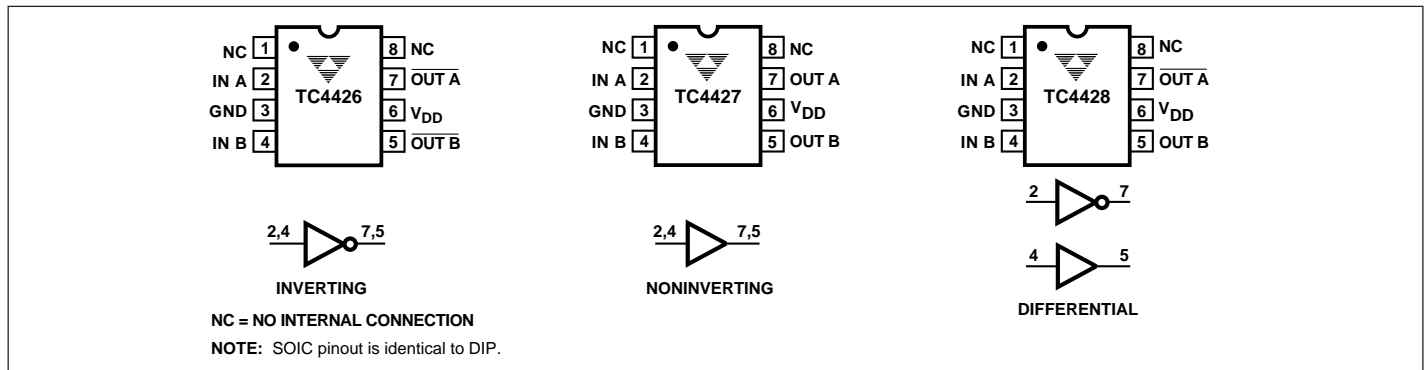 NC 1 8 NC
IN A 2 7 OUT A
TC4426
GND 3 6 VDD
IN B 4 5 OUT B
2,4 7,5
INVERTING
NC 1 8 NC
IN A 2 7 OUT A
TC4427
GND 3 6 VDD
IN B 4 5 OUT B
2,4 7,5
NONINVERTING
NC 1 8 NC
IN A 2 7 OUT A
TC4428
GND 3 6 VDD
IN B 4 5 OUT B
2 7
4 5
DIFFERENTIAL
NC = NO INTERNAL CONNECTION
NOTE: SOIC pinout is identical to DIP.